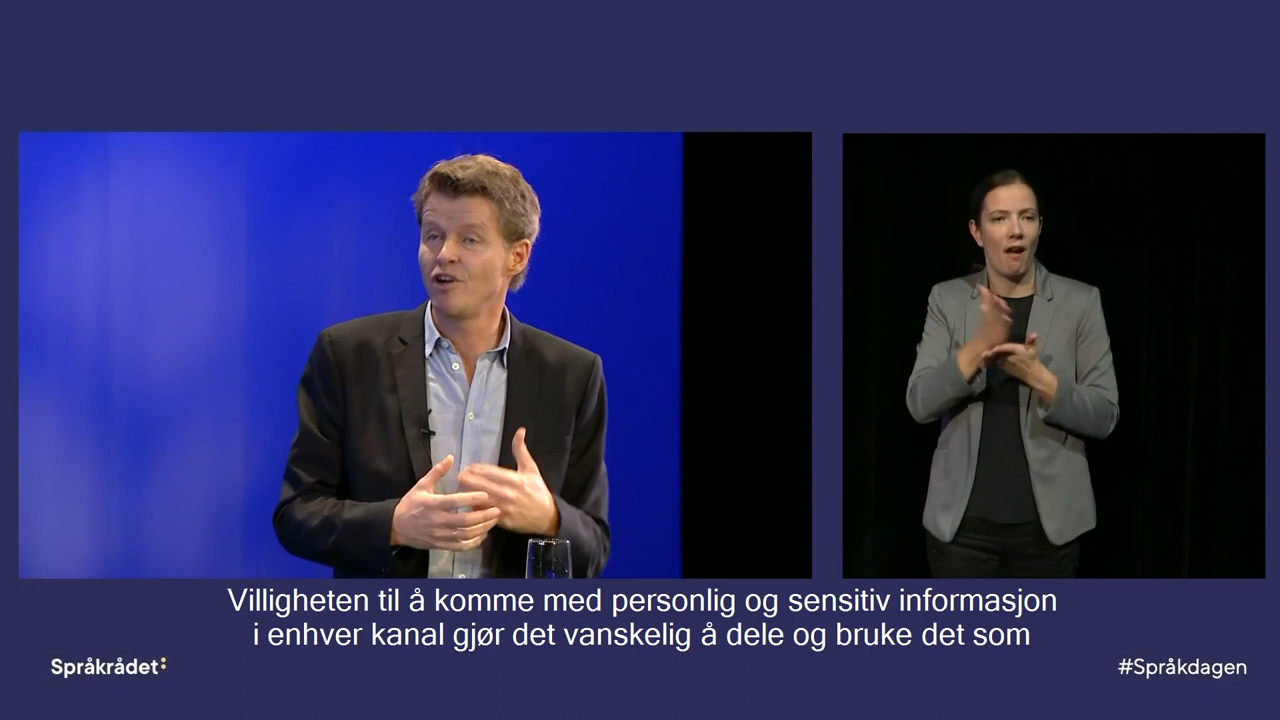 Villigheten til å komme med personlig og sensitiv informasjon
i enhver kanal gjør det vanskelig å dele og bruke det som
Språkrådet:
#Språkdagen